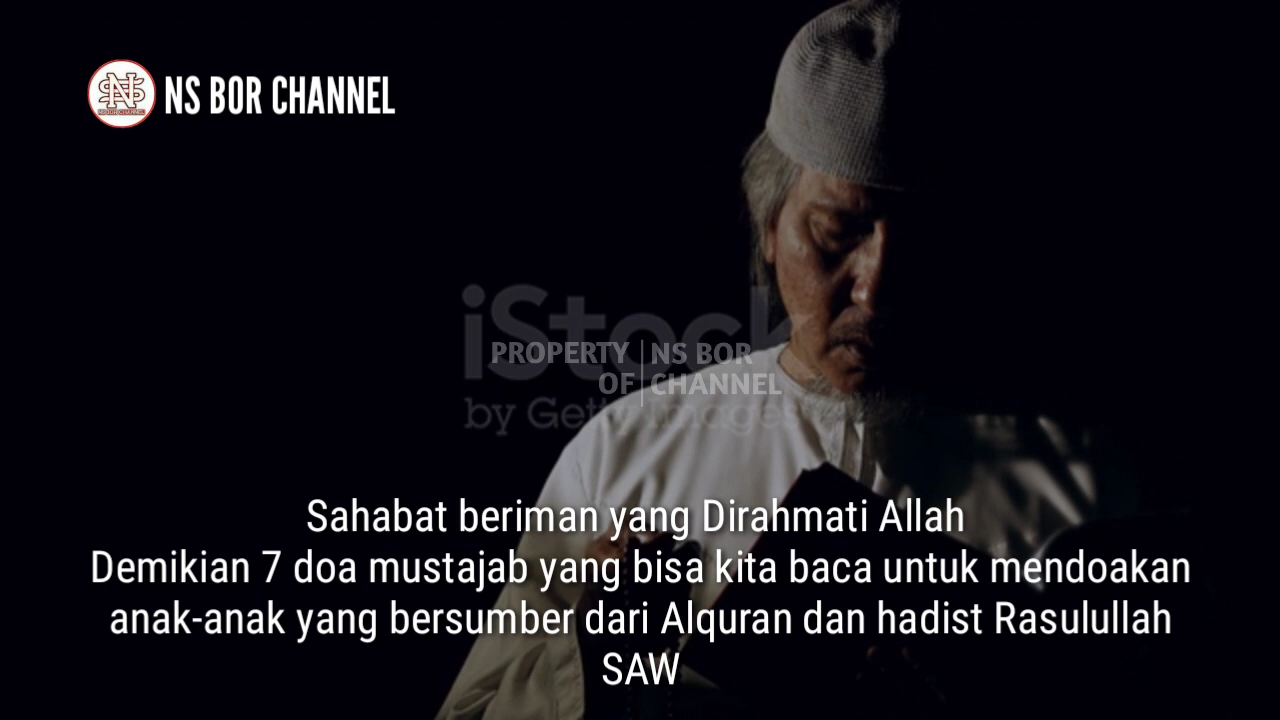 NS BOR CHANNEL
iStock
by Getty Images
PROPERTY OF
NS BOR CHANNEL
Sahabat beriman yang Dirahmati Allah
Demikian 7 doa mustajab yang bisa kita baca untuk mendoakan
anak-anak yang bersumber dari Alquran dan hadist Rasulullah
SAW